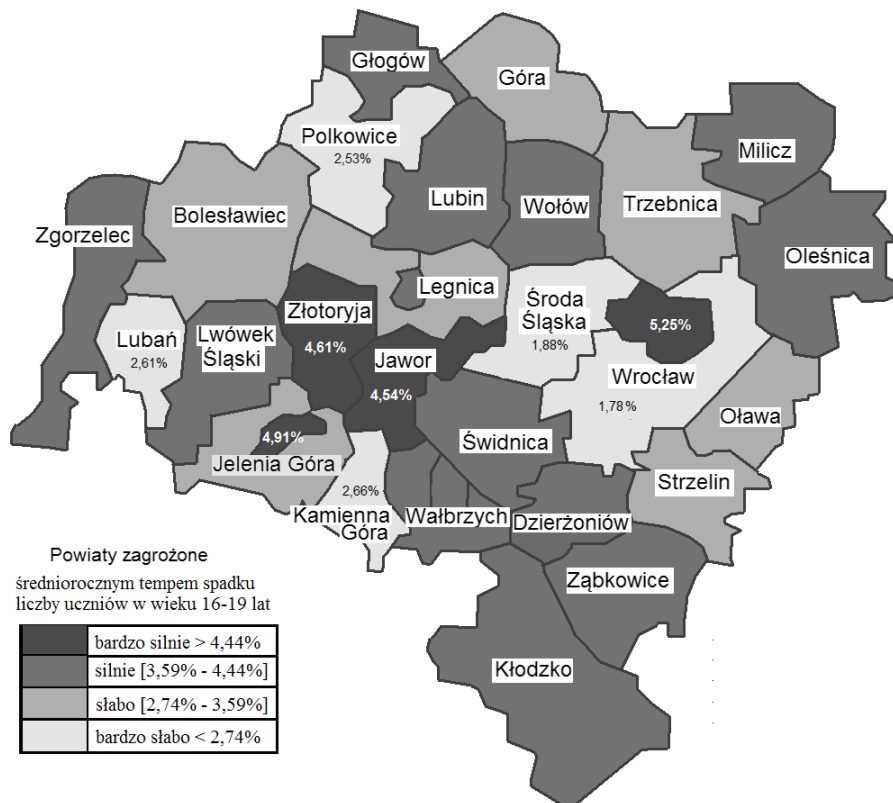 Głogów
Góra
Polkowice
2,53%
Milicz
Lubin
Wołów
Trzebnica
Bolesławiec
Zgorzelec
Oleśnica
Legnica
Środa
Śląska
1,88%
Złotoryja
4,61%
5,25%
Lubań
2,61%
Lwówek
Śląski
Jawor
4,54%
Wrocław
1,78%
Oława
4,91%
Jelenia Góra
Świdnica
Strzelin
2,66%
Kamienna
Góra
Wałbrzych
Dzierżoniów
Ząbkowice
Kłodzko
Powiaty zagrożone
średniorocznym tempem spadku
liczby uczniów w wieku 16-19 lat
bardzo silnie > 4,44%
silnie [3,59% - 4,44%]
słabo [2,74% - 3,59%]
bardzo słabo < 2,74%